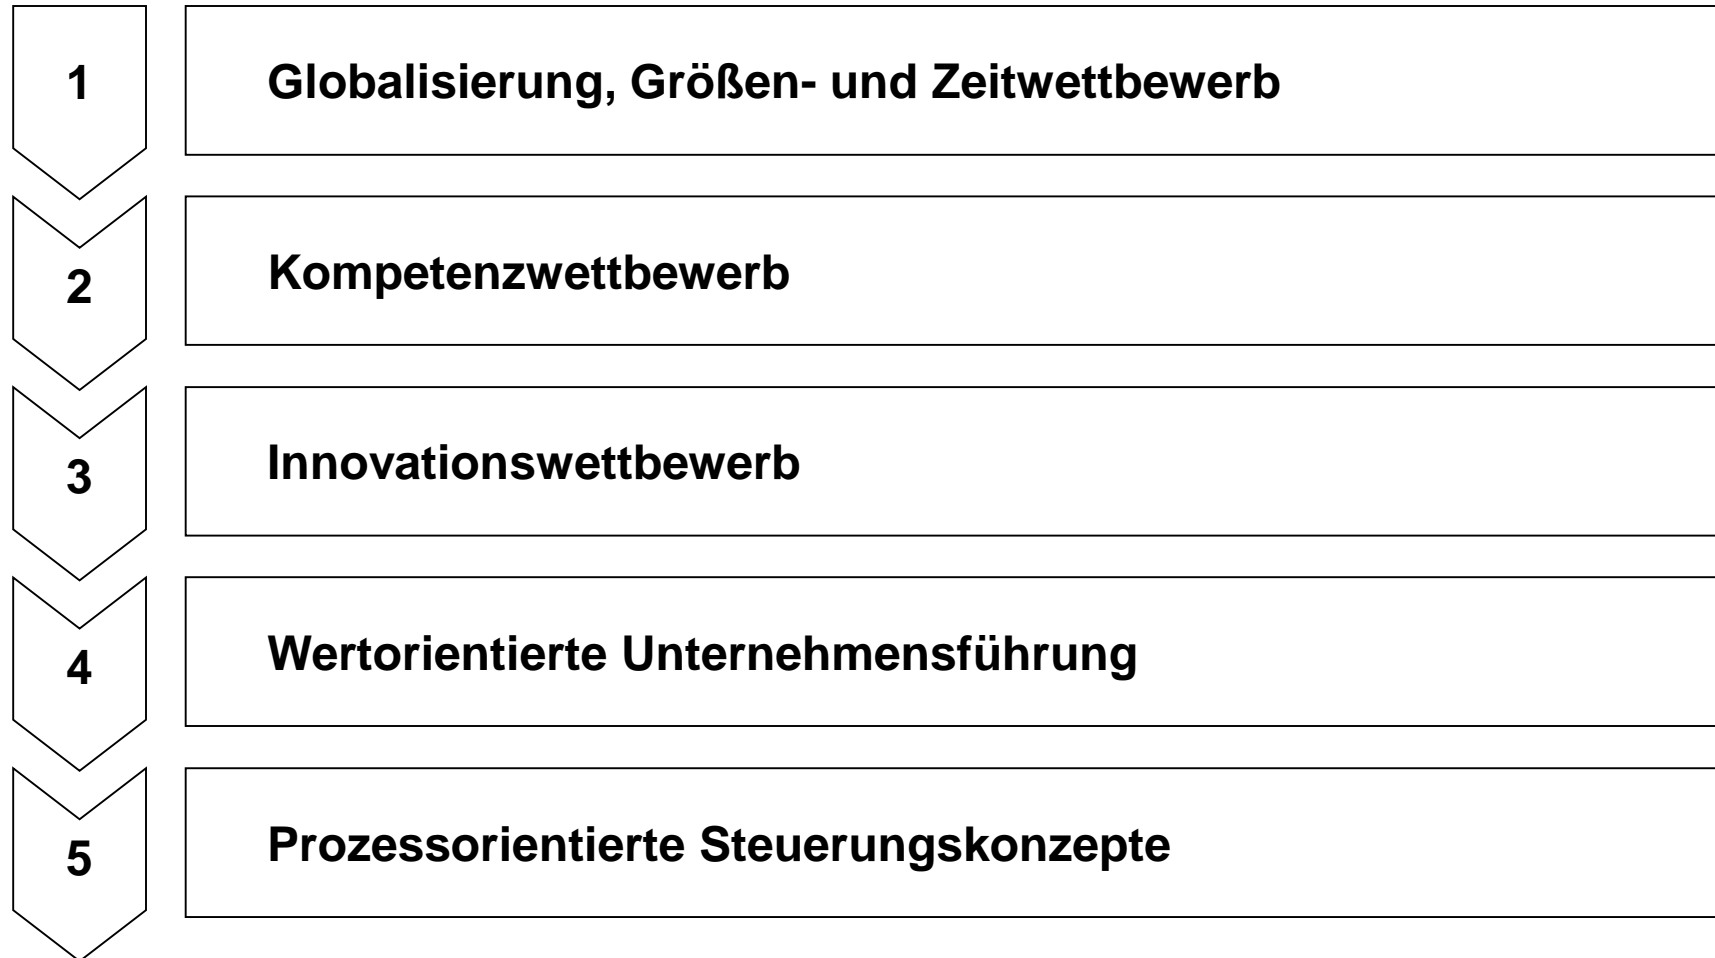 1
Globalisierung, Größen- und Zeitwettbewerb
2
Kompetenzwettbewerb
3
Innovationswettbewerb
4
Wertorientierte Unternehmensführung
5
Prozessorientierte Steuerungskonzepte